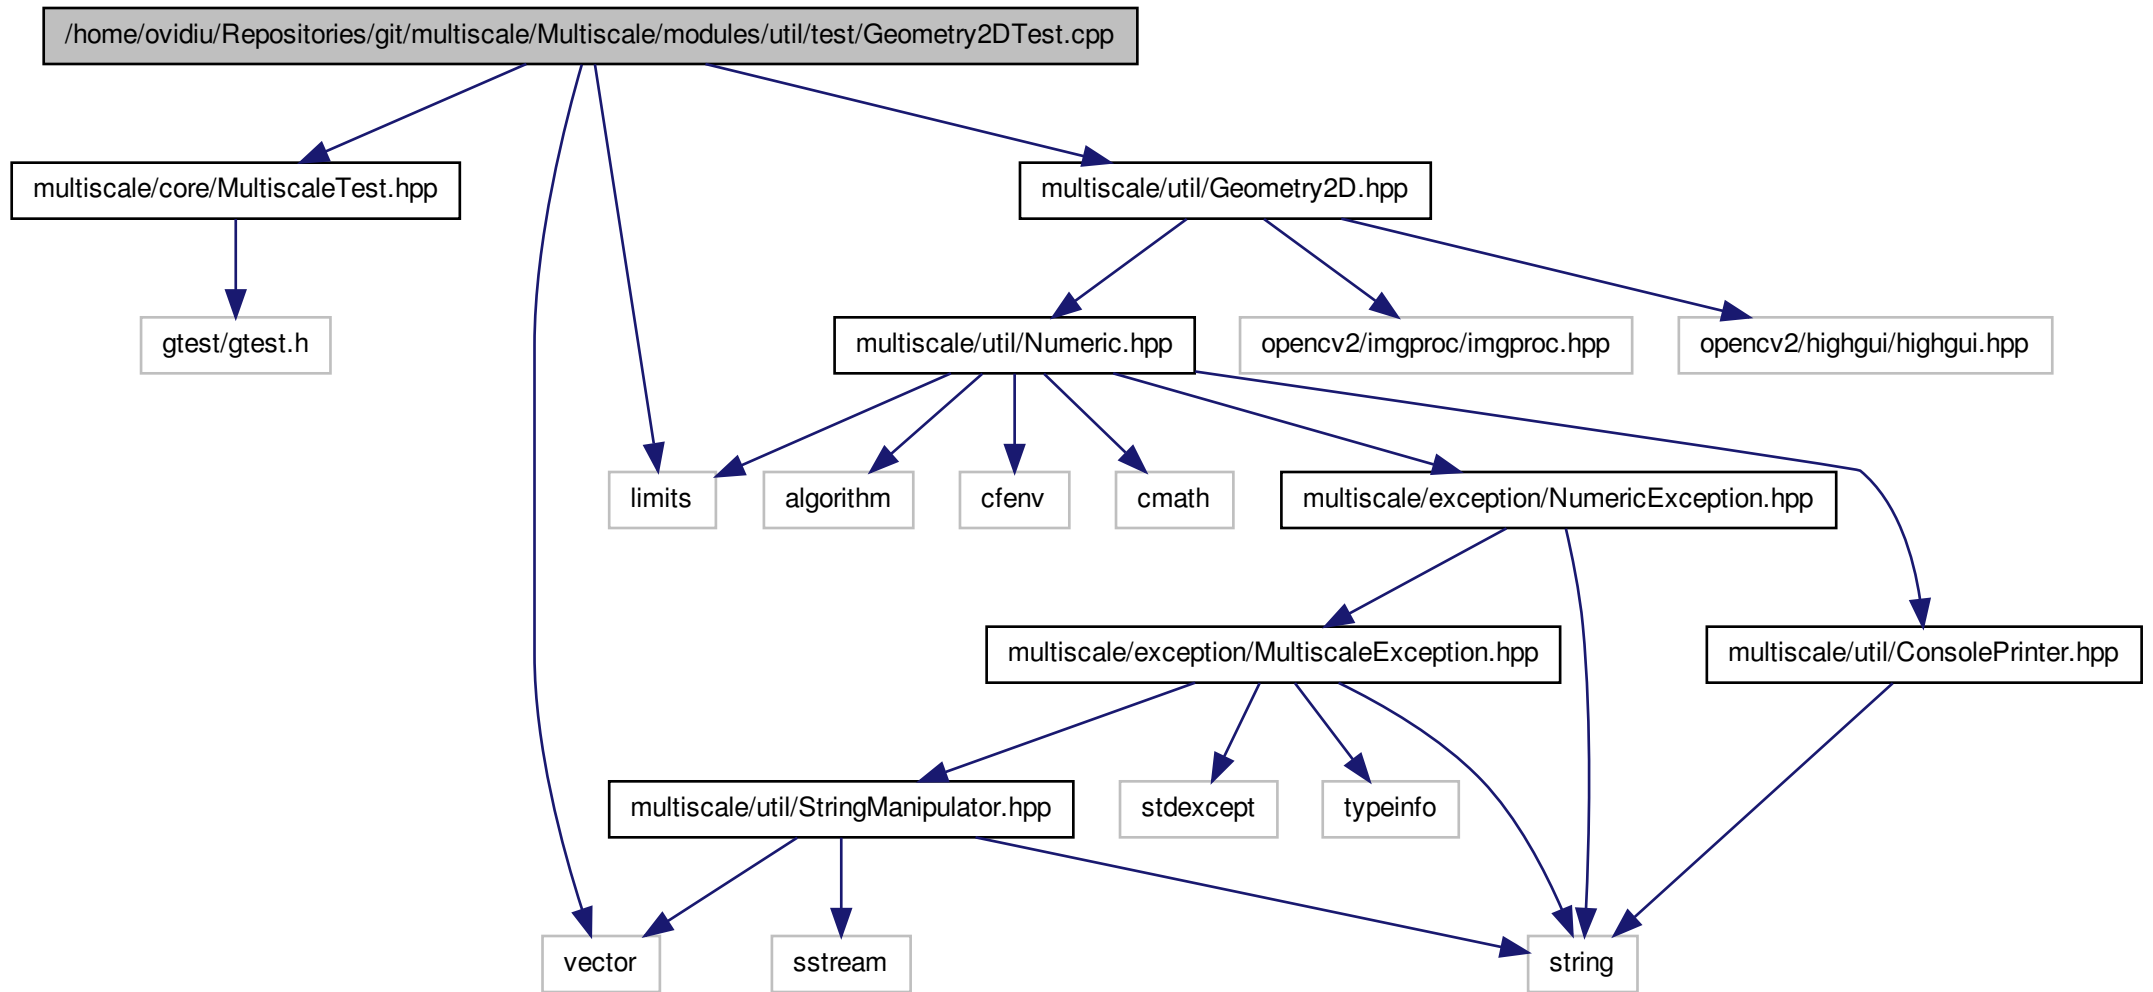 /home/ovidiu/Repositories/git/multiscale/Multiscale/modules/util/test/Geometry2DTest.cpp
multiscale/core/MultiscaleTest.hpp
multiscale/util/Geometry2D.hpp
gtest/gtest.h
multiscale/util/Numeric.hpp
opencv2/imgproc/imgproc.hpp
opencv2/highgui/highgui.hpp
limits
algorithm
cfenv
cmath
multiscale/exception/NumericException.hpp
multiscale/exception/MultiscaleException.hpp
multiscale/util/ConsolePrinter.hpp
multiscale/util/StringManipulator.hpp
stdexcept
typeinfo
vector
sstream
string